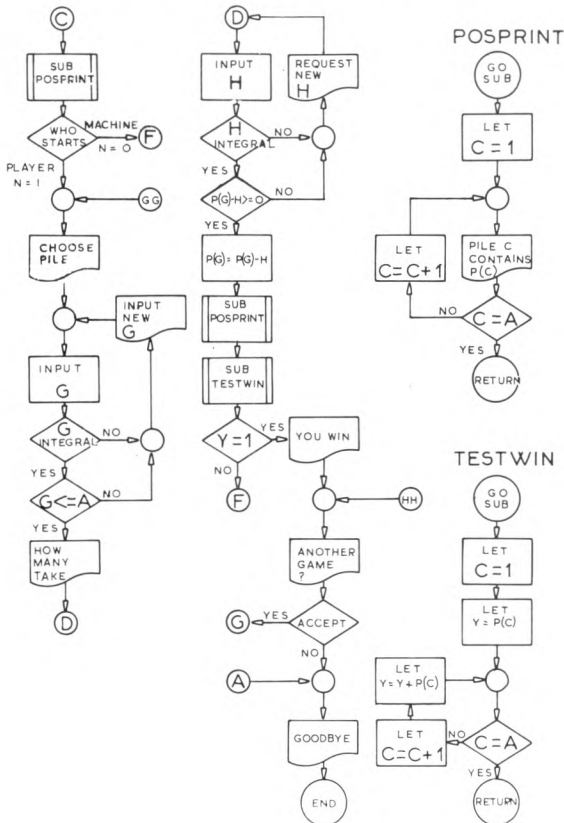 C
SUB
POSPRINT
WHO
STARTS
MACHINE
N = 0
F
PLAYER
N = 1
GG
CHOOSE
PILE
INPUT
NEW
G
INPUT
G
G
INTEGRAL
NO
YES
G<=A
NO
YES
HOW
MANY
TAKE
D
D
INPUT
H
REQUEST
NEW
H
H
INTEGRAL
NO
YES
P(G)-H>=0
NO
YES
P(G)= P(G)-H
SUB
POSPRINT
SUB
TESTWIN
Y = 1
YES
YOU WIN
NO
F
HH
ANOTHER
GAME
?
ACCEPT
YES
G
NO
A
GOODBYE
END
POSPRINT
GO
SUB
LET
C = 1
LET
C = C + 1
PILE C
CONTAINS
P(C)
NO
C = A
YES
RETURN
TESTWIN
GO
SUB
LET
C = 1
LET
Y = P(C)
LET
Y = Y + P(C)
LET
C = C + 1
NO
C = A
YES
RETURN